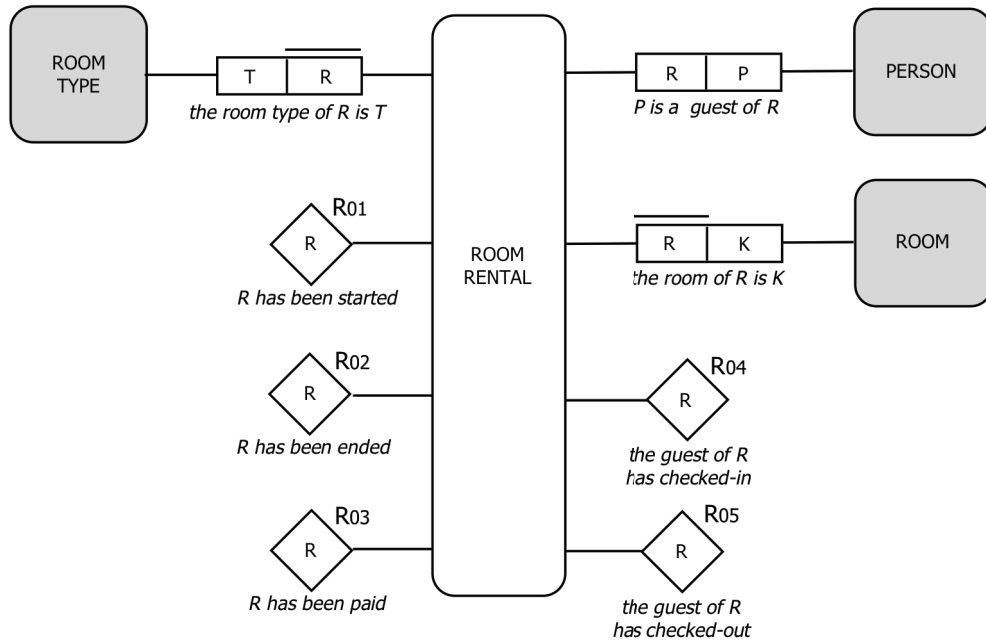 ROOM
TYPE
T
R
the room type of R is T
R
P
P is a guest of R
PERSON
R01
R
R has been started
ROOM
RENTAL
R
K
the room of R is K
ROOM
R02
R
R has been ended
R04
R
the guest of R
has checked-in
R03
R
R has been paid
R05
R
the guest of R
has checked-out